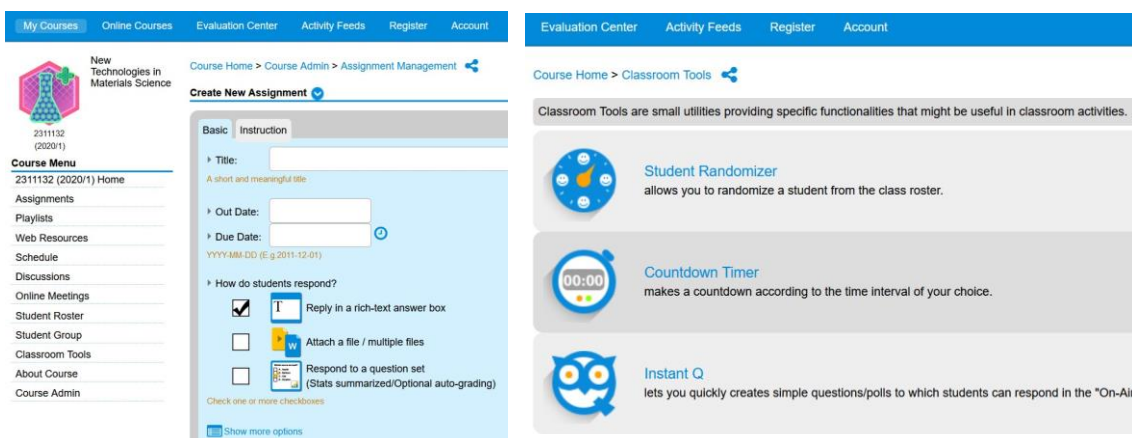 My Courses Online Courses Evaluation Center Activity Feeds Register Account
New
Technologies in
Materials Science
2311132
(2020/1)
Course Menu
2311132 (2020/1) Home
Assignments
Playlists
Web Resources
Schedule
Discussions
Online Meetings
Student Roster
Student Group
Classroom Tools
About Course
Course Admin
Course Home > Course Admin > Assignment Management
Create New Assignment
Basic Instruction
Title:
A short and meaningful title
Out Date:
Due Date:
YYYY-MM-DD (E.g.2011-12-01)
How do students respond?
T Reply in a rich-text answer box
W Attach a file / multiple files
Respond to a question set
(Stats summarized/Optional auto-grading)
Check one or more checkboxes
Show more options
Evaluation Center Activity Feeds Register Account
Course Home > Classroom Tools
Classroom Tools are small utilities providing specific functionalities that might be useful in classroom activities.
Student Randomizer
allows you to randomize a student from the class roster.
00:00
Countdown Timer
makes a countdown according to the time interval of your choice.
Instant Q
lets you quickly creates simple questions/polls to which students can respond in the "On-Air